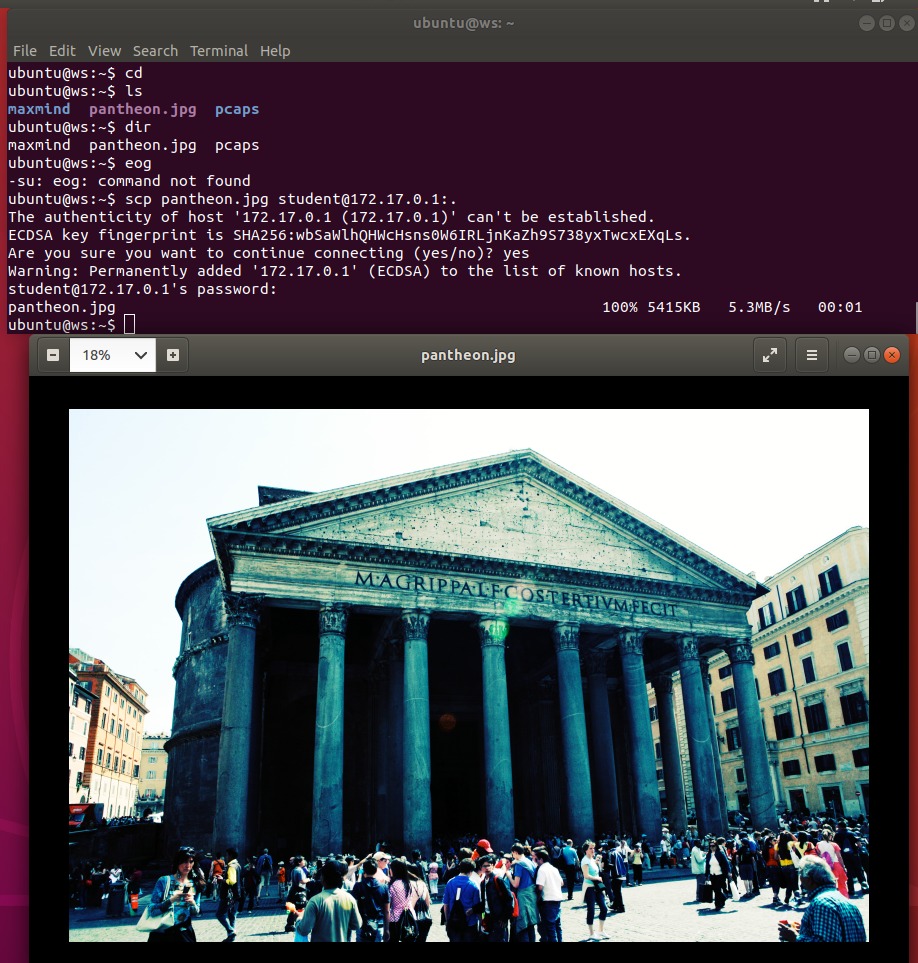 ubuntu@ws: ~
File Edit View Search Terminal Help
ubuntu@ws:~$ cd
ubuntu@ws:~$ ls
maxmind  pantheon.jpg  pcaps
ubuntu@ws:~$ dir
maxmind  pantheon.jpg  pcaps
ubuntu@ws:~$ eog
-su: eog: command not found
ubuntu@ws:~$ scp pantheon.jpg student@172.17.0.1:.
The authenticity of host '172.17.0.1 (172.17.0.1)' can't be established.
ECDSA key fingerprint is SHA256:wbSaWlhQHWcHsns0W6IRLjnKaZh9S738yxTwcxEXqLs.
Are you sure you want to continue connecting (yes/no)? yes
Warning: Permanently added '172.17.0.1' (ECDSA) to the list of known hosts.
student@172.17.0.1's password:
pantheon.jpg 100% 5415KB 5.3MB/s 00:01
ubuntu@ws:~$
18% pantheon.jpg
M·AGRIPPA·L·F·COS·TERTIVM·FECIT